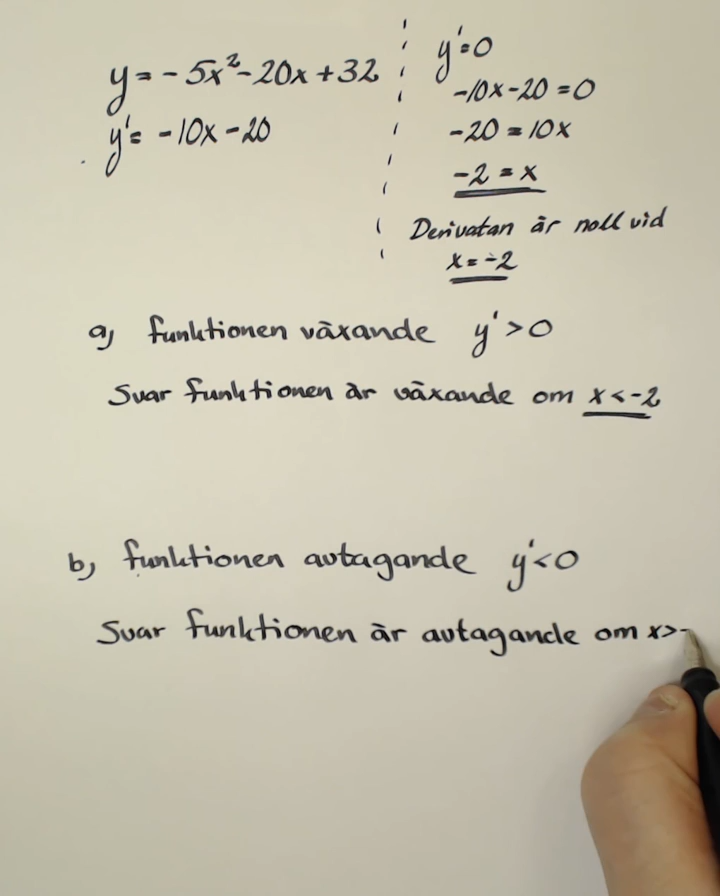 y = -5x²-20x+32
y'= -10x-20
y'=0
-10x-20=0
-20=10x
-2=x
Derivatan är noll vid
x=-2
a) funktionen växande y'>0
Svar funktionen är växande om x<-2
b) funktionen avtagande y'<0
Svar funktionen är avtagande om x>-